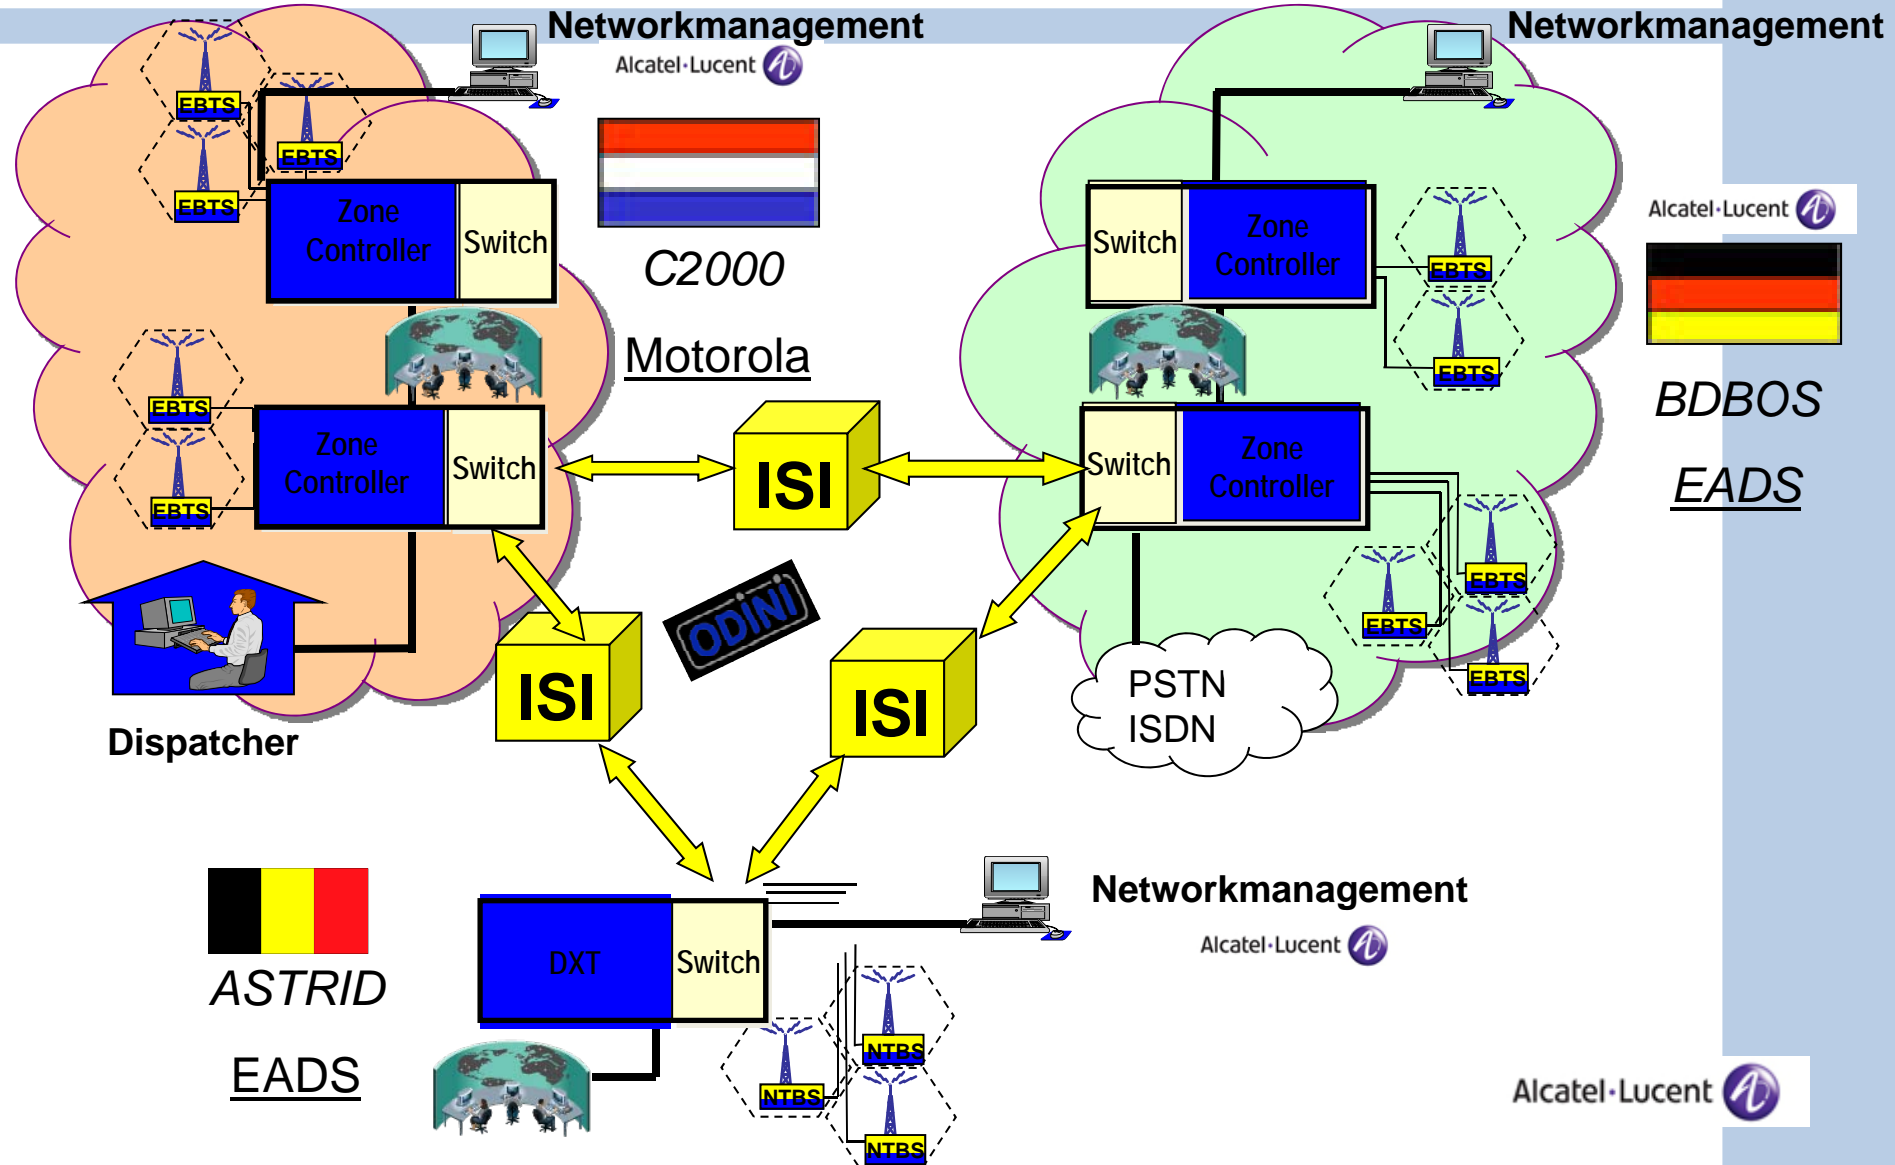 Networkmanagement
Alcatel·Lucent
EBTS
EBTS
EBTS
Zone
Controller
Switch
C2000
Motorola
EBTS
EBTS
Zone
Controller
Switch
Dispatcher
Networkmanagement
Switch
Zone
Controller
EBTS
EBTS
Alcatel·Lucent
BDBOS
EADS
Switch
Zone
Controller
EBTS
EBTS
EBTS
PSTN
ISDN
ISI
ISI
ISI
ODINI
ASTRID
EADS
DXT
Switch
NTBS
NTBS
NTBS
Networkmanagement
Alcatel·Lucent
Alcatel·Lucent